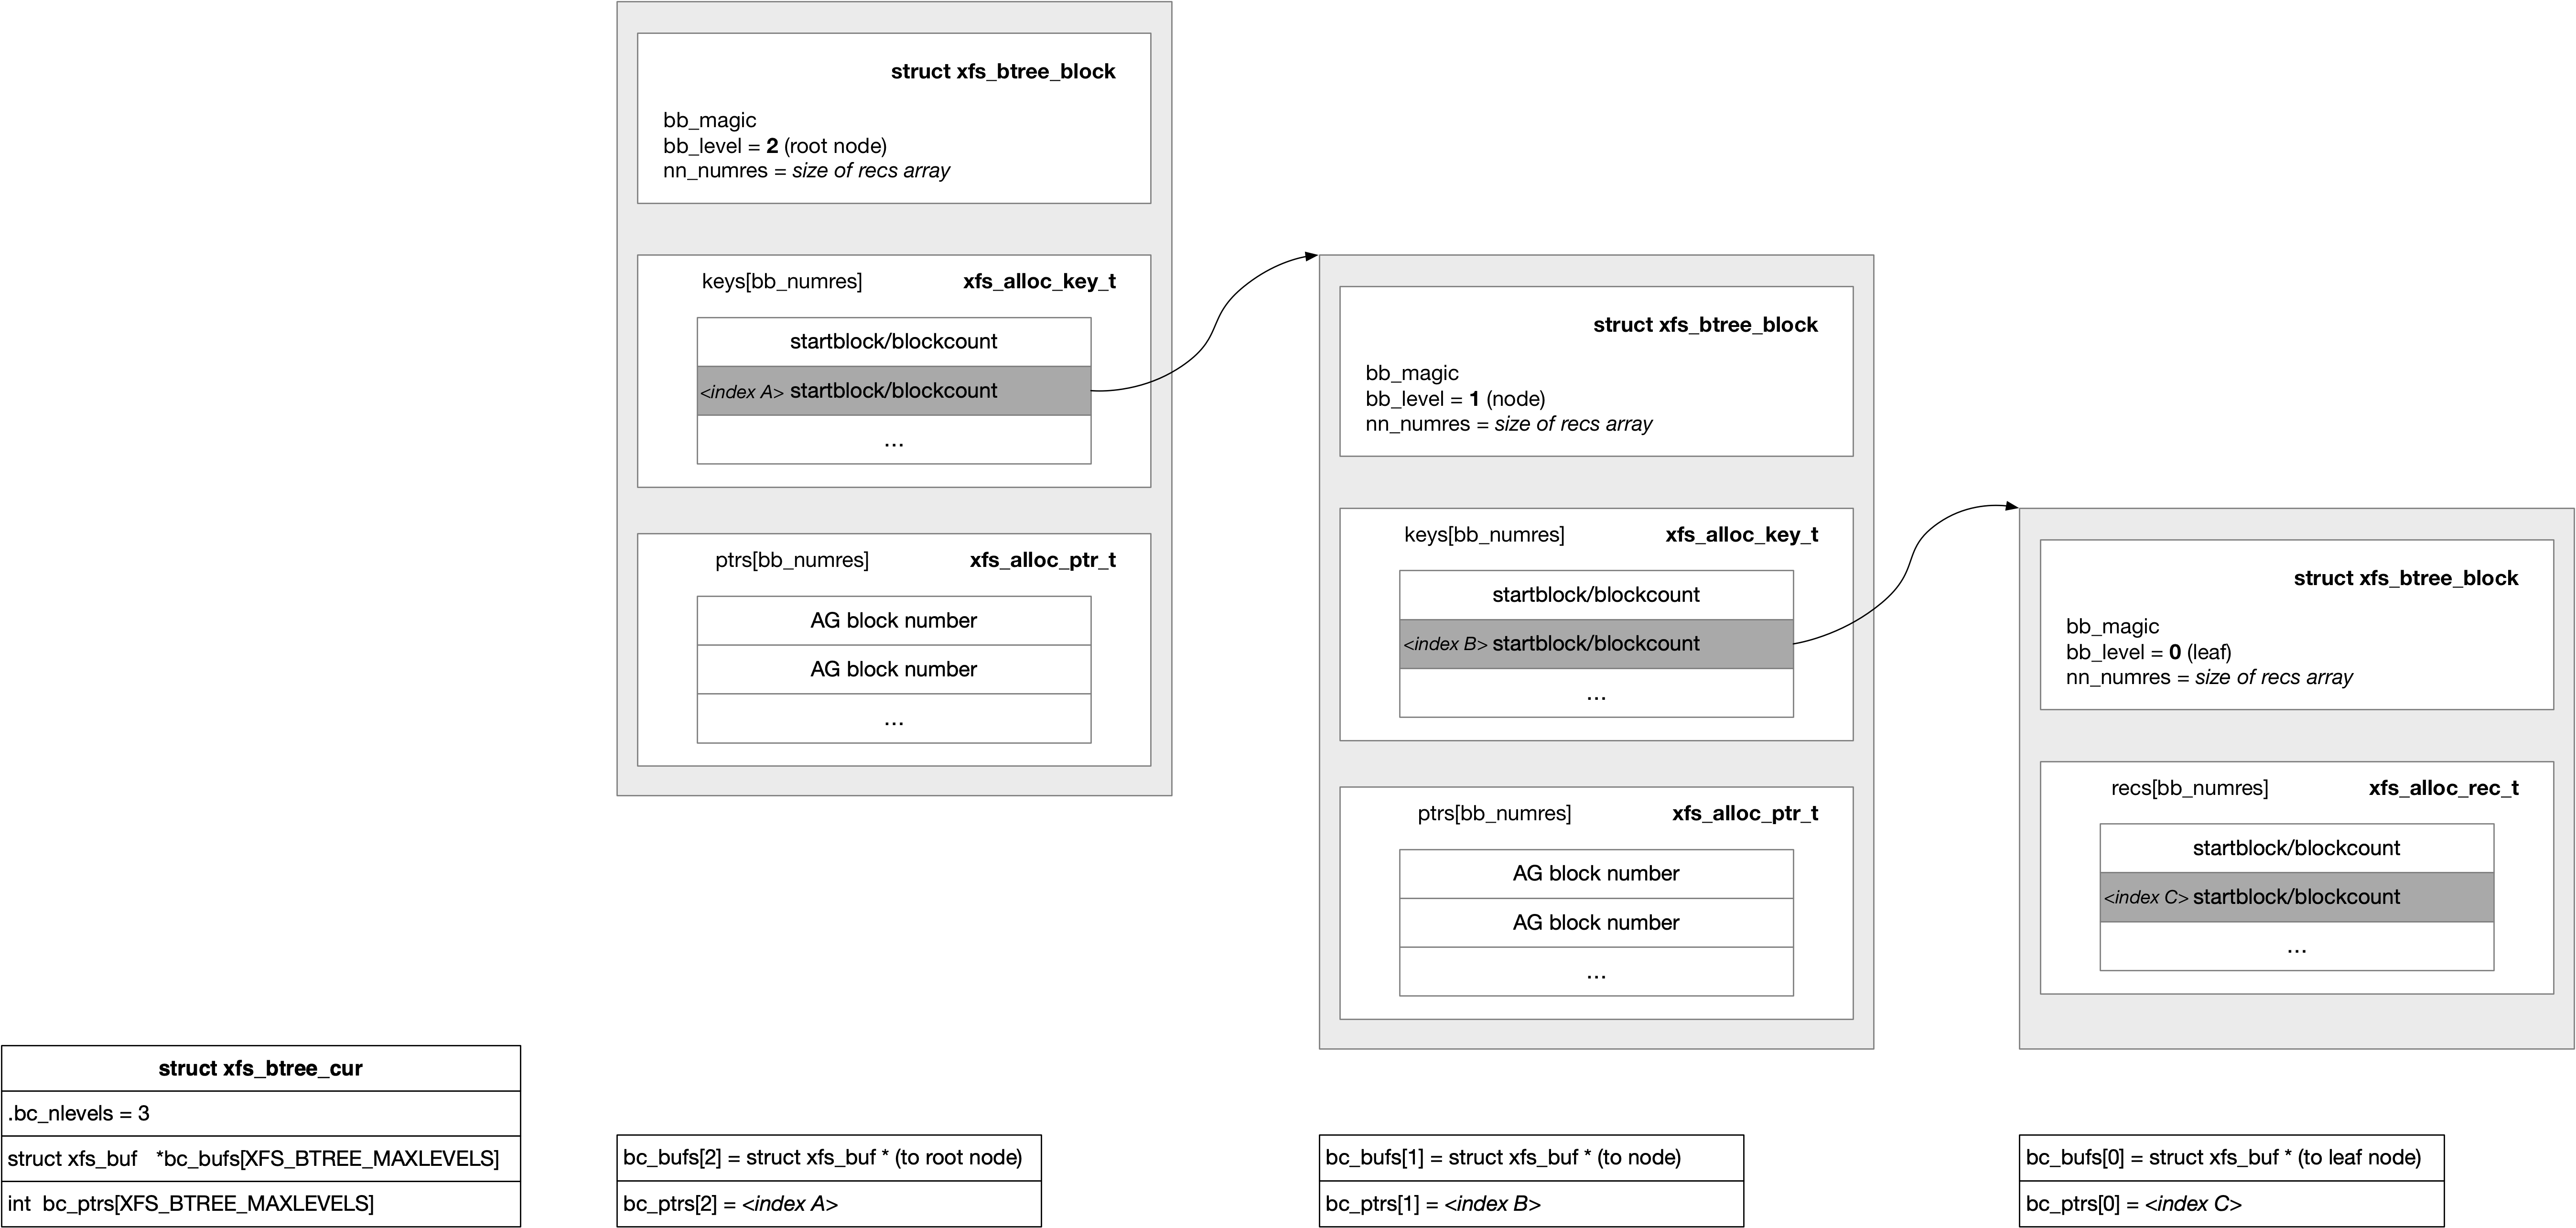 struct xfs_btree_block
bb_magic
bb_level = 2 (root node)
nn_numres = size of recs array
keys[bb_numres] xfs_alloc_key_t
startblock/blockcount
<index A> startblock/blockcount
...
ptrs[bb_numres] xfs_alloc_ptr_t
AG block number
AG block number
...
struct xfs_btree_block
bb_magic
bb_level = 1 (node)
nn_numres = size of recs array
keys[bb_numres] xfs_alloc_key_t
startblock/blockcount
<index B> startblock/blockcount
...
ptrs[bb_numres] xfs_alloc_ptr_t
AG block number
AG block number
...
struct xfs_btree_block
bb_magic
bb_level = 0 (leaf)
nn_numres = size of recs array
recs[bb_numres] xfs_alloc_rec_t
startblock/blockcount
<index C> startblock/blockcount
...
struct xfs_btree_cur
.bc_nlevels = 3
struct xfs_buf *bc_bufs[XFS_BTREE_MAXLEVELS]
int bc_ptrs[XFS_BTREE_MAXLEVELS]
bc_bufs[2] = struct xfs_buf * (to root node)
bc_ptrs[2] = <index A>
bc_bufs[1] = struct xfs_buf * (to node)
bc_ptrs[1] = <index B>
bc_bufs[0] = struct xfs_buf * (to leaf node)
bc_ptrs[0] = <index C>